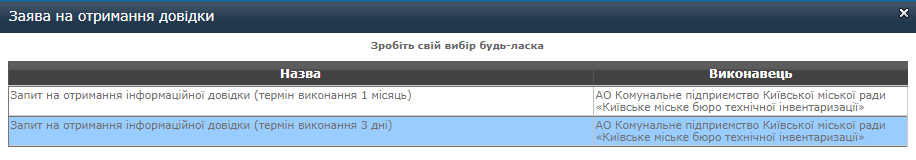 Заява на отримання довідки
Зробіть свій вибір будь-ласка
Назва Виконавець
Запит на отримання інформаційної довідки (термін виконання 1 місяць) АО Комунальне підприємство Київської міської ради
«Київське міське бюро технічної інвентаризації»
Запит на отримання інформаційної довідки (термін виконання 3 дні) АО Комунальне підприємство Київської міської ради
«Київське міське бюро технічної інвентаризації»